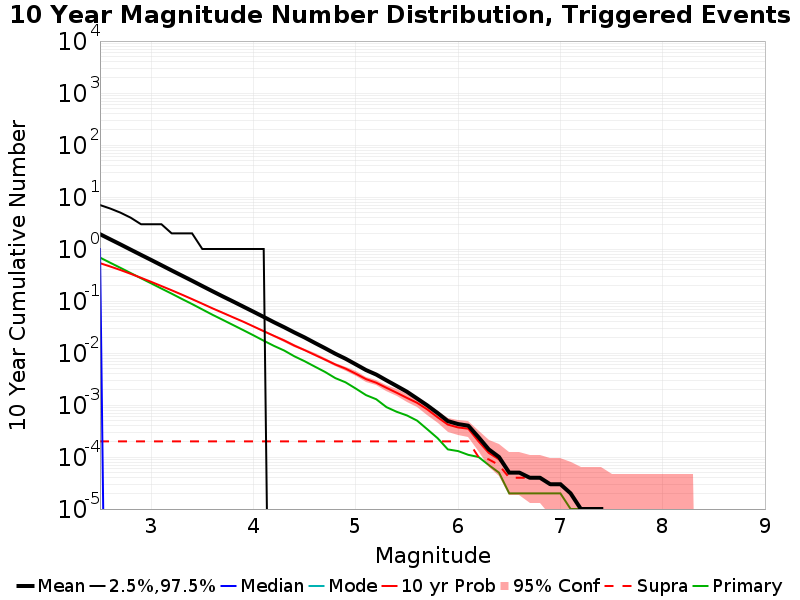 10 Year Magnitude Number Distribution, Triggered Events
10^4
10^3
10^2
10^1
10^0
10^-1
10^-2
10^-3
10^-4
10^-5
10 Year Cumulative Number
3 4 5 6 7 8 9
Magnitude
Mean 2.5%,97.5% Median Mode 10 yr Prob 95% Conf Supra Primary